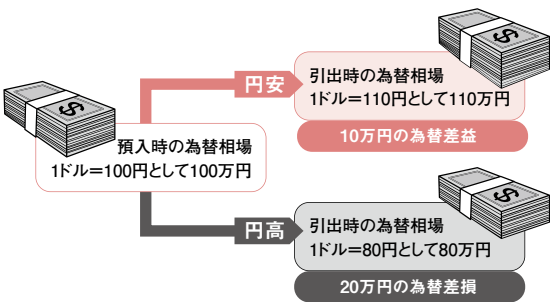 円安
引出時の為替相場
1ドル＝110円として110万円
10万円の為替差益
預入時の為替相場
1ドル＝100円として100万円
円高
引出時の為替相場
1ドル＝80円として80万円
20万円の為替差損